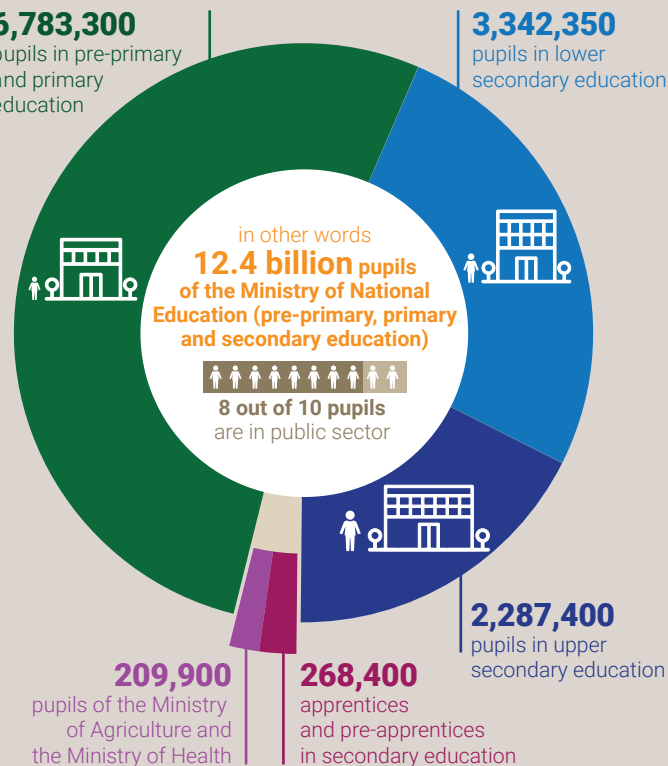 6,783,300
pupils in pre-primary
and primary
education
3,342,350
pupils in lower
secondary education
in other words
12.4 billion pupils
of the Ministry of National
Education (pre-primary, primary
and secondary education)
8 out of 10 pupils
are in public sector
2,287,400
pupils in upper
secondary education
209,900
pupils of the Ministry
of Agriculture and
the Ministry of Health
268,400
apprentices
and pre-apprentices
in secondary education